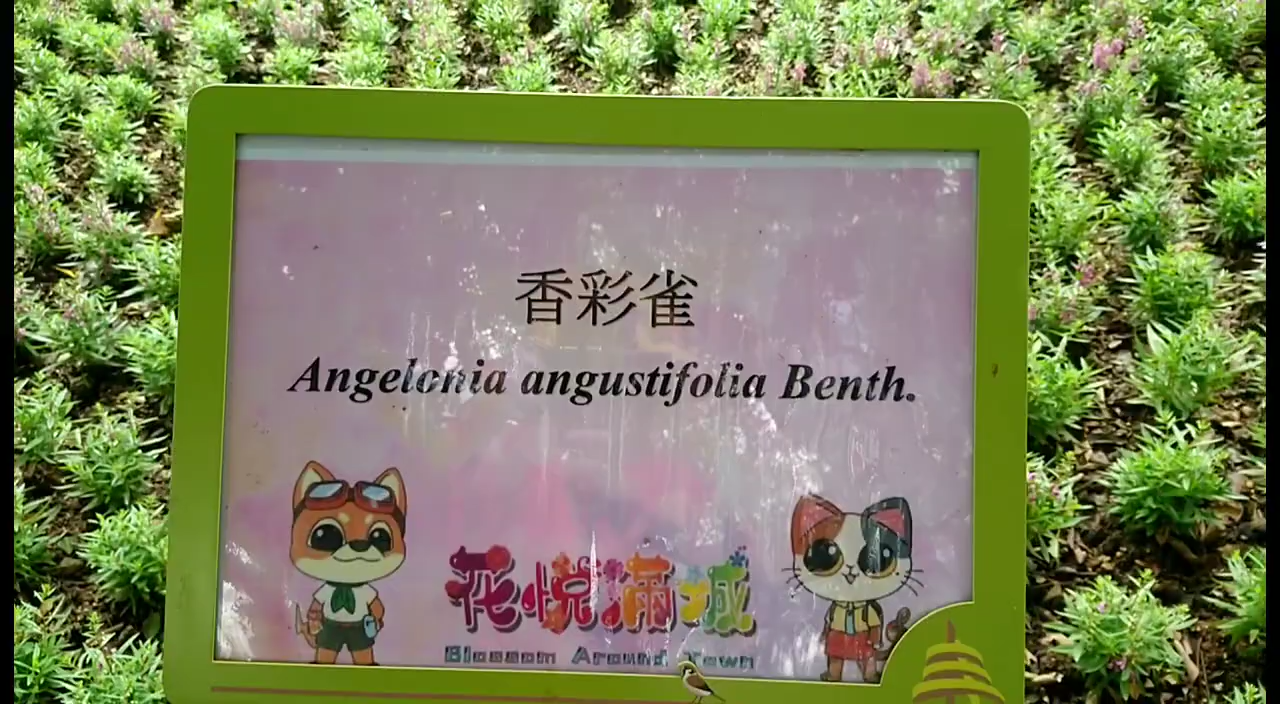 香彩雀
Angelonia angustifolia Benth.
花悦满城
Blossom Around Town